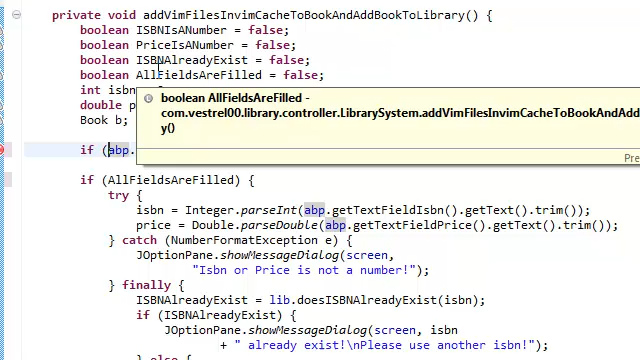 private void addVimFilesInvimCacheToBookAndAddBookToLibrary() {
boolean ISBNIsANumber = false;
boolean PriceIsANumber = false;
boolean ISBNAlreadyExist = false;
boolean AllFieldsAreFilled = false;
int isbn
boolean AllFieldsAreFilled -
double p
com.vestrel00.library.controller.LibrarySystem.addVimFilesInvimCacheToBookAndAdd
Book b;
y()
if (abp.
Pre
if (AllFieldsAreFilled) {
try {
isbn = Integer.parseInt(abp.getTextFieldIsbn().getText().trim());
price = Double.parseDouble(abp.getTextFieldPrice().getText().trim());
} catch (NumberFormatException e) {
JOptionPane.showMessageDialog(screen,
"Isbn or Price is not a number!");
} finally {
ISBNAlreadyExist = lib.doesISBNAlreadyExist(isbn);
if (ISBNAlreadyExist) {
JOptionPane.showMessageDialog(screen, isbn
+ " already exist!\nPlease use another isbn!");
} else {